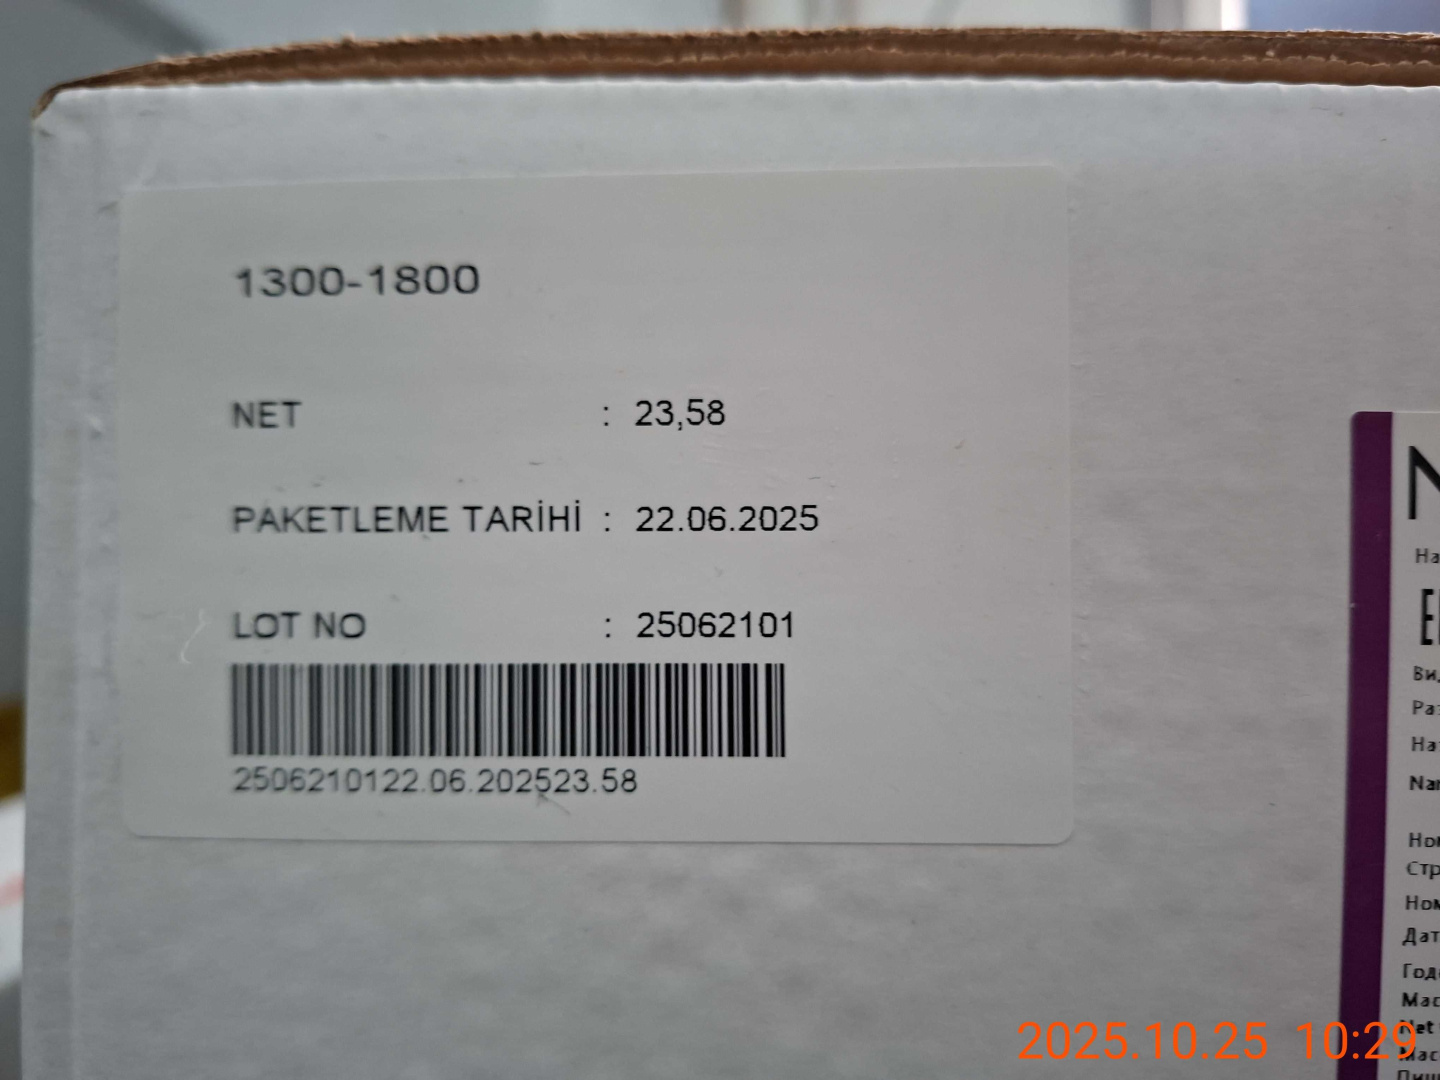 1300-1800
NET : 23,58
PAKETLEME TARİHİ : 22.06.2025
LOT NO : 25062101
2506210122.06.202523.58
2025.10.25 10:29